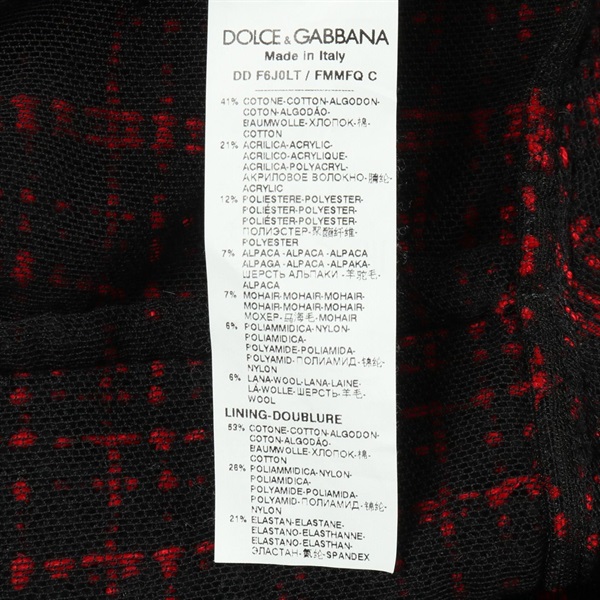 DOLCE & GABBANA
Made in Italy
DD F6J0LT / FMMFQ C
41% COTONE-COTTON-ALGODON-
COTON-ALGODÃO-
BAUMWOLLE-ХЛОПОК-棉-
COTTON
21% ACRILICA-ACRYLIC-
ACRILICO-ACRYLIQUE-
ACRILICA-POLYACRYL-
АКРИЛОВОЕ ВОЛОКНО-腈纶-
ACRYLIC
12% POLIESTERE-POLYESTER-
POLIÉSTER-POLYESTER-
POLIÉSTER-POLYESTER-
ПОЛИЭСТЕР-聚酯纤维-
POLYESTER
7% ALPACA-ALPACA-ALPACA
ALPAGA-ALPACA-ALPAKA-
ШЕРСТЬ АЛЬПАКИ-羊驼毛-
ALPACA
7% MOHAIR-MOHAIR-MOHAIR-
MOHAIR-MOHAIR-MOHAIR-
МОХЕР-马海毛-MOHAIR
6% POLIAMMIDICA-NYLON-
POLIAMIDICA-
POLYAMIDE-POLIAMIDICA-
POLYAMID-ПОЛИАМИД-锦纶-
NYLON
6% LANA-WOOL-LANA-LAINE-
LÃ-WOLLE-ШЕРСТЬ-羊毛-
WOOL
LINING-DOUBLURE
53% COTONE-COTTON-ALGODON-
COTON-ALGODÃO-
BAUMWOLLE-ХЛОПОК-棉-
COTTON
26% POLIAMMIDICA-NYLON-
POLIAMIDICA-
POLYAMIDE-POLIAMIDICA-
POLYAMID-ПОЛИАМИД-锦纶-
NYLON
21% ELASTAN-ELASTANE-
ELASTANO-ELASTHANNE-
ELASTANO-ELASTHAN-
ЭЛАСТАН-氨纶-SPANDEX